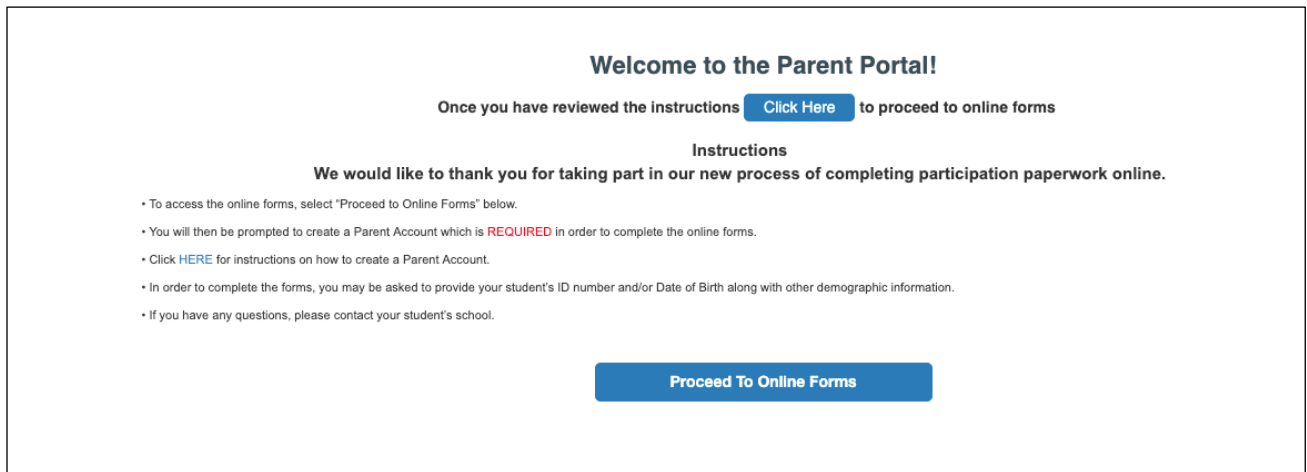 Welcome to the Parent Portal!
Once you have reviewed the instructions Click Here to proceed to online forms
Instructions
We would like to thank you for taking part in our new process of completing participation paperwork online.
• To access the online forms, select “Proceed to Online Forms” below.
• You will then be prompted to create a Parent Account which is REQUIRED in order to complete the online forms.
• Click HERE for instructions on how to create a Parent Account.
• In order to complete the forms, you may be asked to provide your student’s ID number and/or Date of Birth along with other demographic information.
• If you have any questions, please contact your student’s school.
Proceed To Online Forms